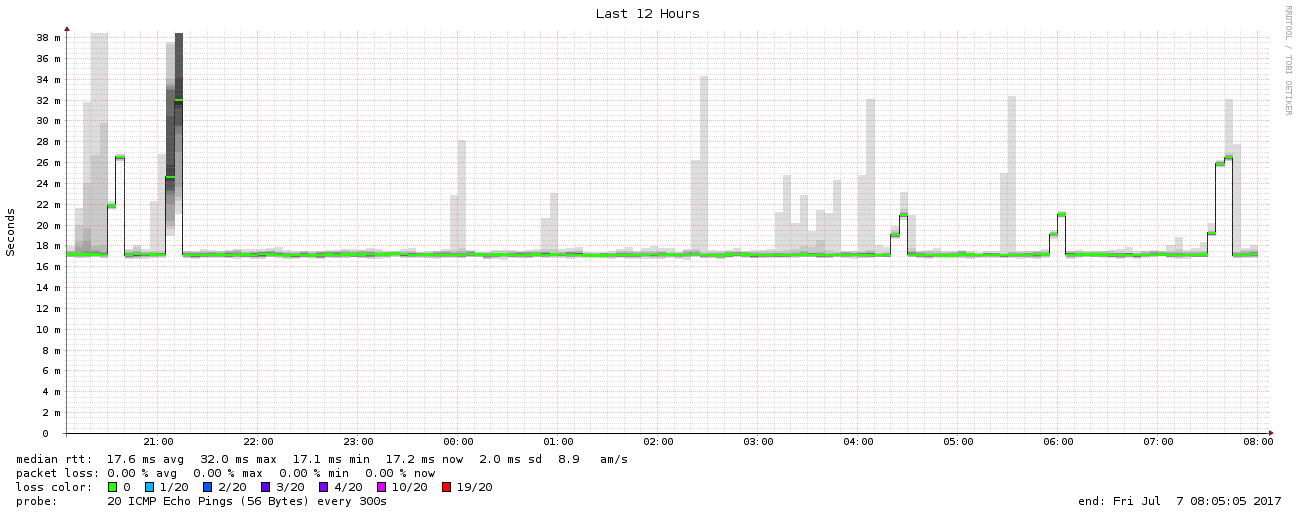 Last 12 Hours
RRDTOOL / TOBI OETIKER
Seconds
38 m
36 m
34 m
32 m
30 m
28 m
26 m
24 m
22 m
20 m
18 m
16 m
14 m
12 m
10 m
8 m
6 m
4 m
2 m
0
21:00 22:00 23:00 00:00 01:00 02:00 03:00 04:00 05:00 06:00 07:00 08:00
median rtt: 17.6 ms avg 32.0 ms max 17.1 ms min 17.2 ms now 2.0 ms sd 8.9 am/s
packet loss: 0.00 % avg 0.00 % max 0.00 % min 0.00 % now
loss color: 0 1/20 2/20 3/20 4/20 10/20 19/20
probe: 20 ICMP Echo Pings (56 Bytes) every 300s end: Fri Jul 7 08:05:05 2017